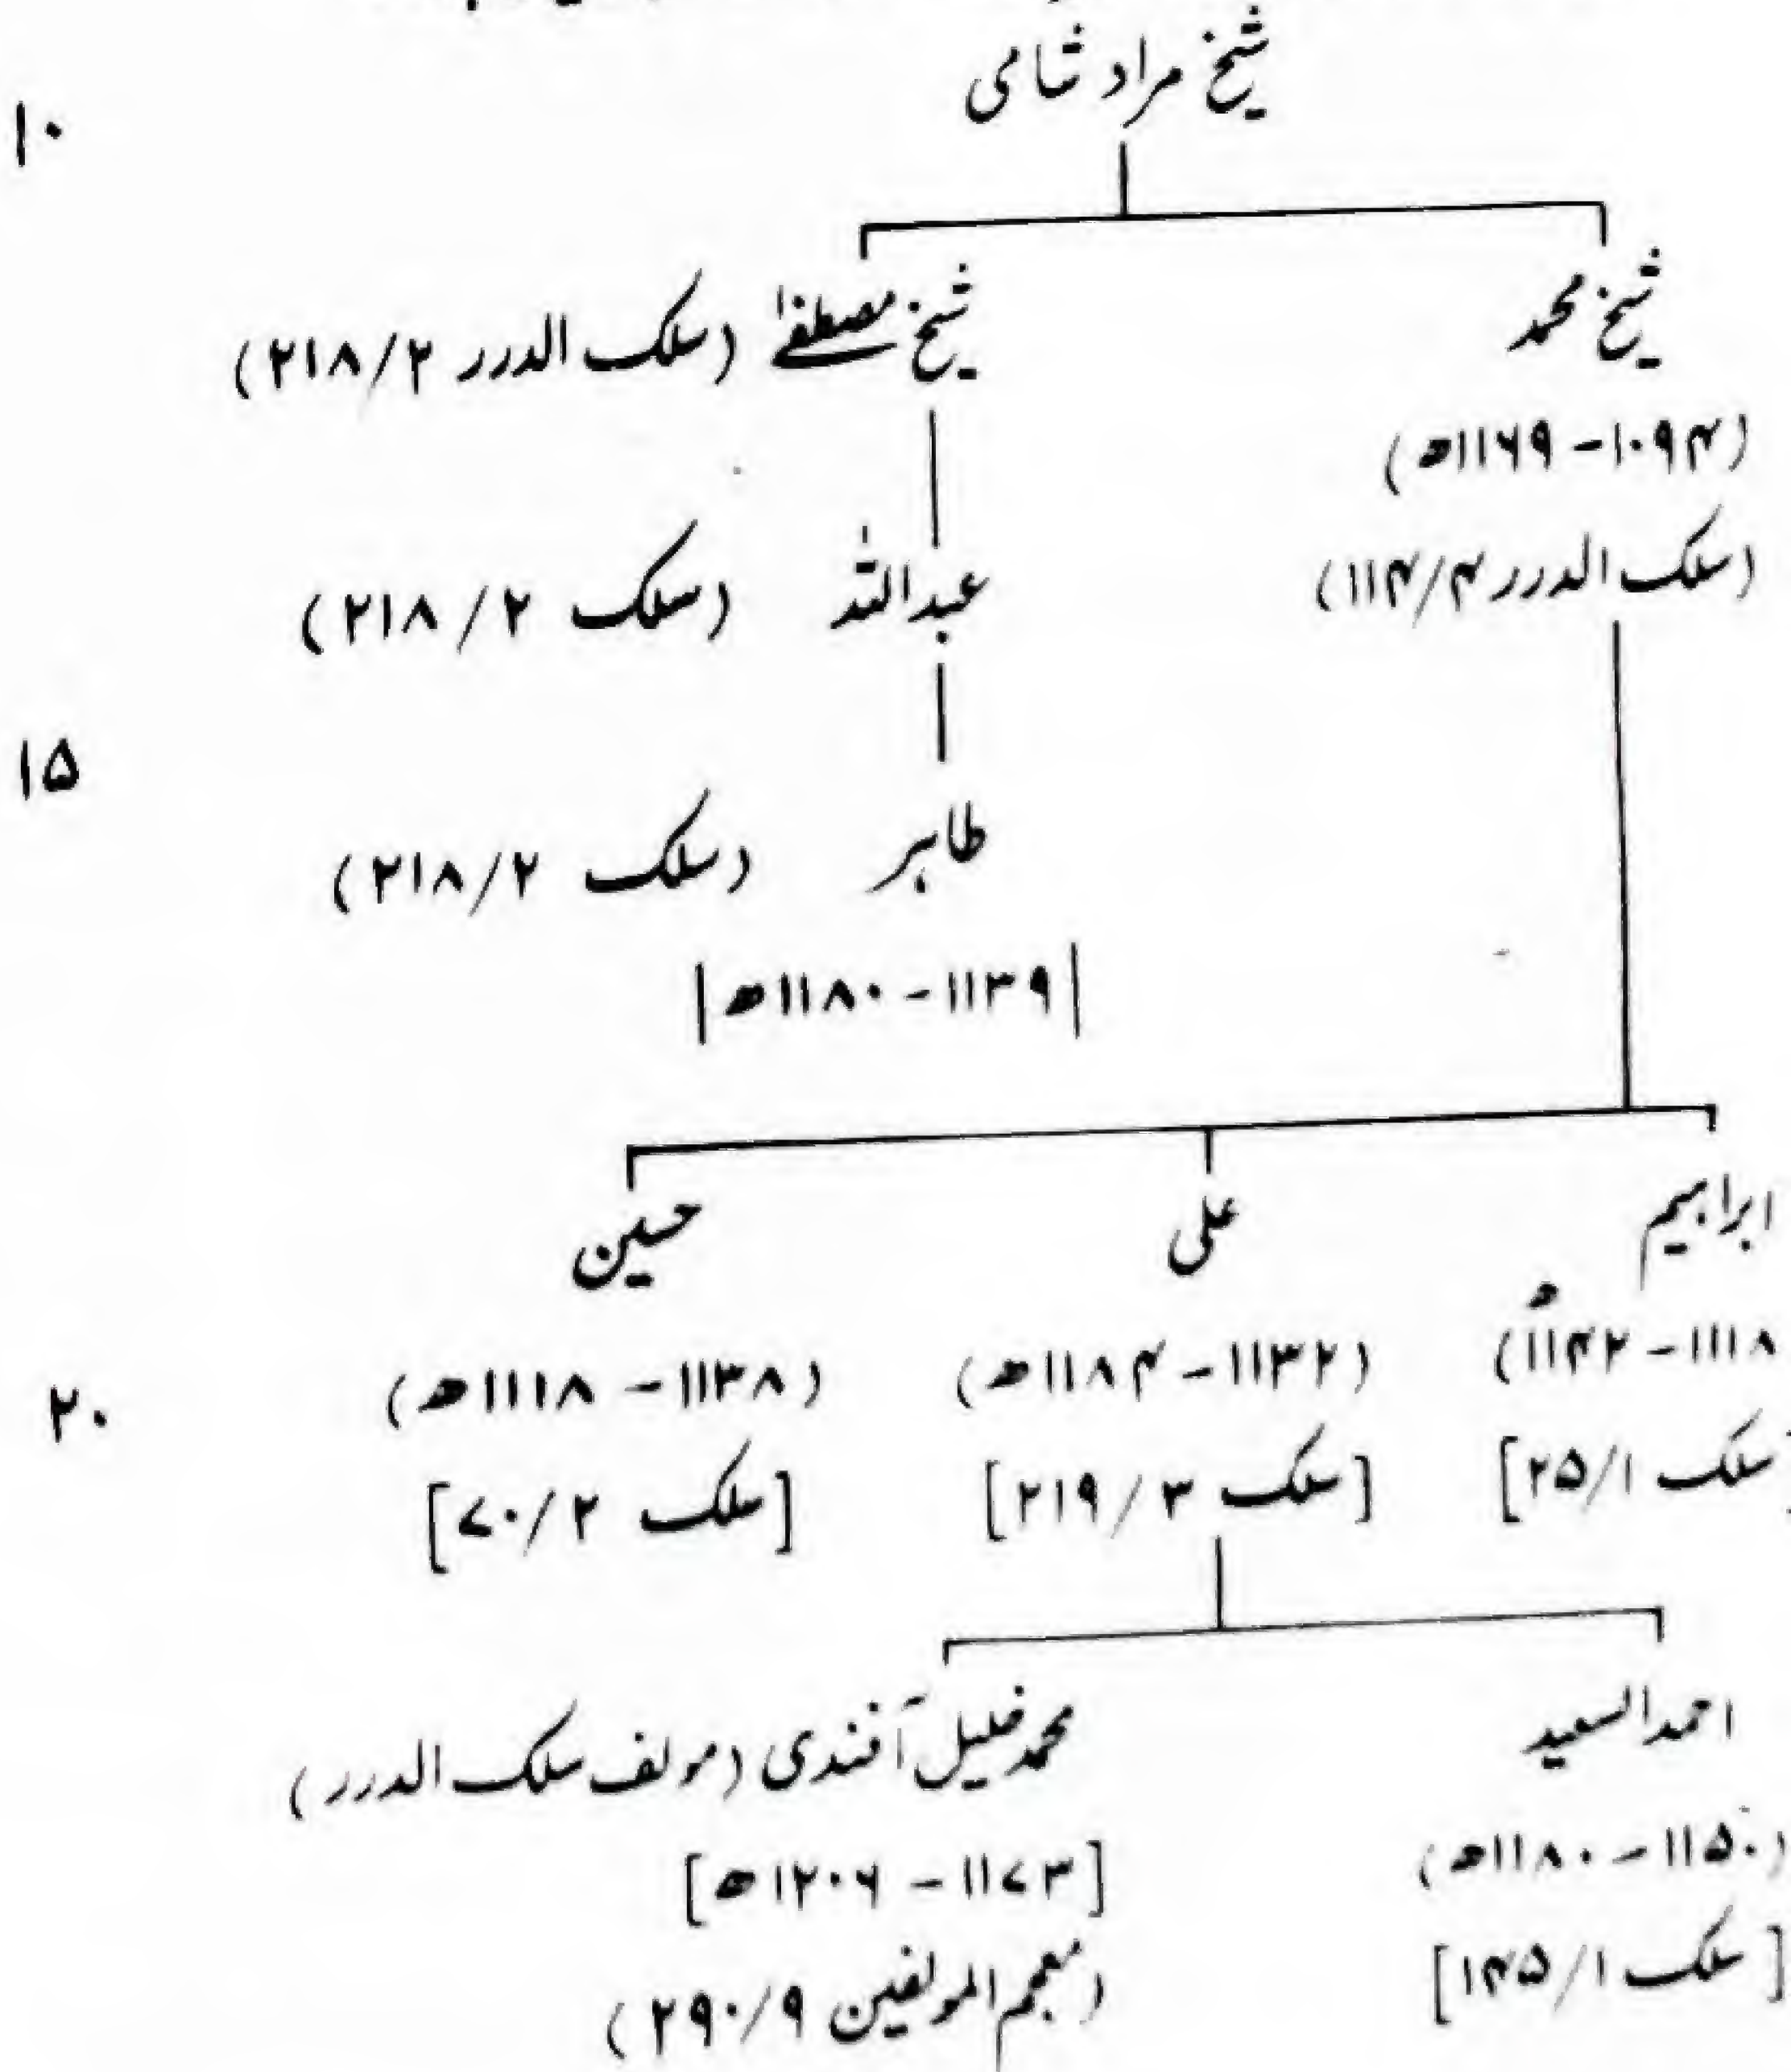 شیخ مراد شامی
۱۰
شیخ محمد
شیخ مصطفےٰ (سلک الدرر ۲/۲۱۸)
(۱۰۹۴-۱۱۶۹ھ)
(سلک الدرر ۴/۱۱۴)
عبداللہ (سلک ۲/۲۱۸)
۱۵
طاہر (سلک ۲/۲۱۸)
|۱۱۳۹-۱۱۸۰ھ|
ابراہیم
علی
حسین
۱۱۱۸-۱۱۴۲ھ)
(۱۱۳۲-۱۱۸۴ھ)
(۱۱۳۸-۱۱۱۸ھ)
۲۰
[سلک ۱/۲۵]
[سلک ۳/۲۱۹]
[سلک ۲/۷۰]
احمد السعید
محمد خلیل آفندی (مولف سلک الدرر)
(۱۱۵۰-۱۱۸۰ھ)
[۱۱۷۳-۱۲۰۶ھ]
[سلک ۱/۱۴۵]
(معجم المولفین ۹/۲۹۰)